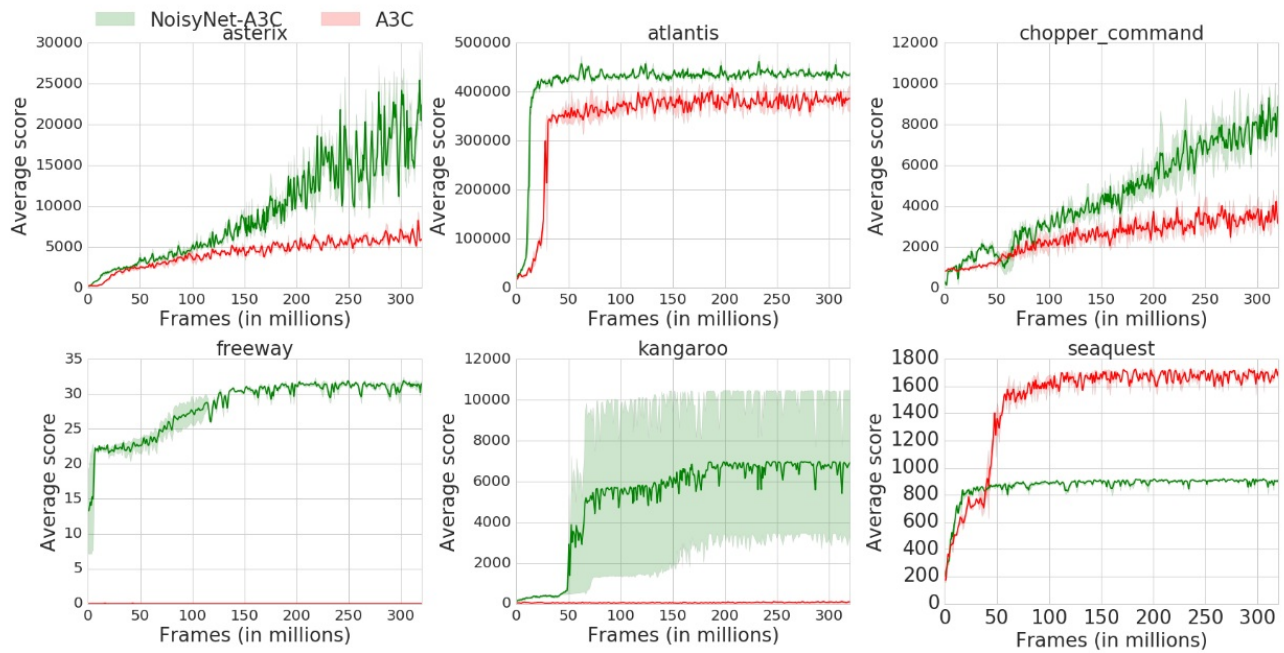 NoisyNet-A3C A3C
asterix
30000
25000
20000
15000
10000
5000
0
0 50 100 150 200 250 300
Average score
Frames (in millions)
atlantis
500000
400000
300000
200000
100000
0
0 50 100 150 200 250 300
Average score
Frames (in millions)
chopper_command
12000
10000
8000
6000
4000
2000
0
0 50 100 150 200 250 300
Average score
Frames (in millions)
freeway
35
30
25
20
15
10
5
0
0 50 100 150 200 250 300
Average score
Frames (in millions)
kangaroo
12000
10000
8000
6000
4000
2000
0
0 50 100 150 200 250 300
Average score
Frames (in millions)
seaquest
1800
1600
1400
1200
1000
800
600
400
200
0
0 50 100 150 200 250 300
Average score
Frames (in millions)